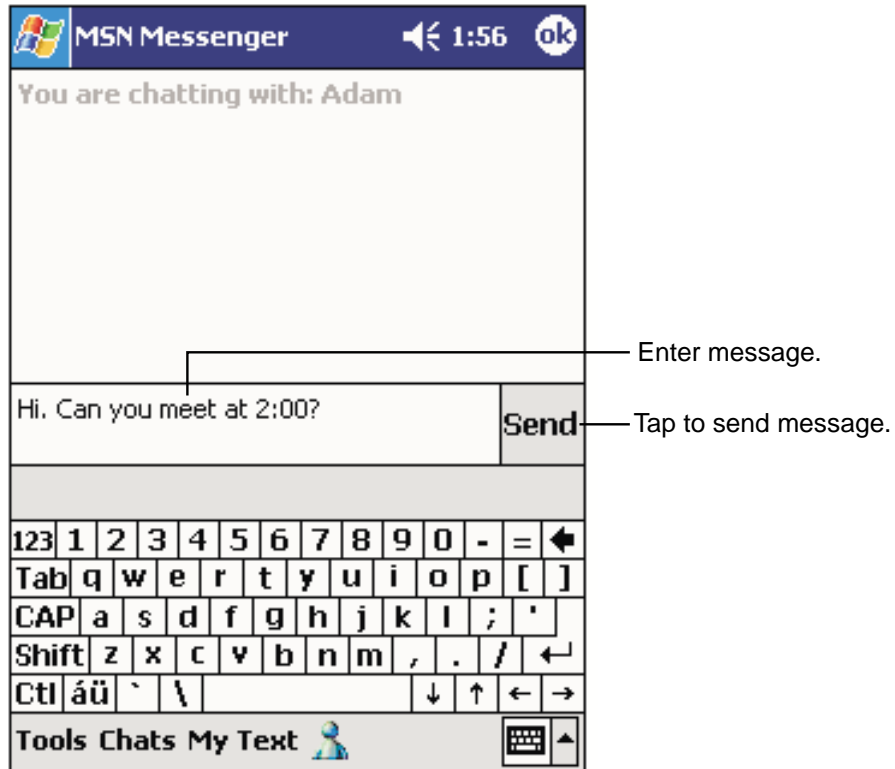 MSN Messenger 1:56 ok
You are chatting with: Adam
Enter message.
Hi. Can you meet at 2:00?
Send
Tap to send message.
123 1 2 3 4 5 6 7 8 9 0 - =
Tab q w e r t y u i o p [ ]
CAP a s d f g h j k l ; '
Shift z x c v b n m , . / ↵
Ctl áü ` \ ↓ ↑ ← →
Tools Chats My Text